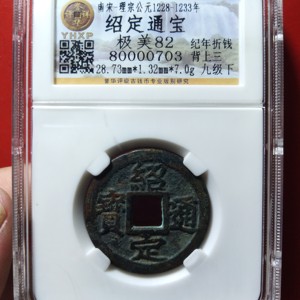 南宋-理宗公元1228-1233年
绍定通宝
YHXP
极美82
纪年折钱
80000703
背上三
28.73mm*1.32mm*7.0g
九级下
紹定通寶